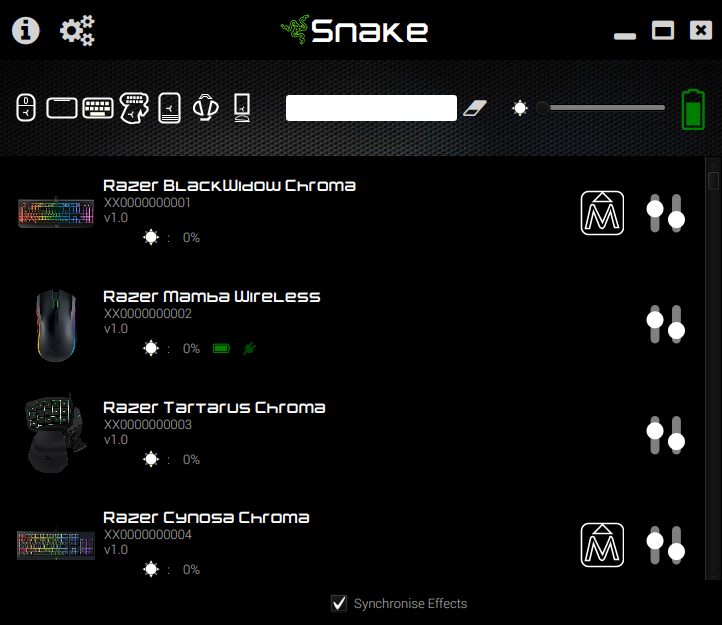 Snake
Razer BlackWidow Chroma
XX0000000001
v1.0
: 0%
Razer Mamba Wireless
XX0000000002
v1.0
: 0%
Razer Tartarus Chroma
XX0000000003
v1.0
: 0%
Razer Cynosa Chroma
XX0000000004
v1.0
: 0%
Synchronise Effects